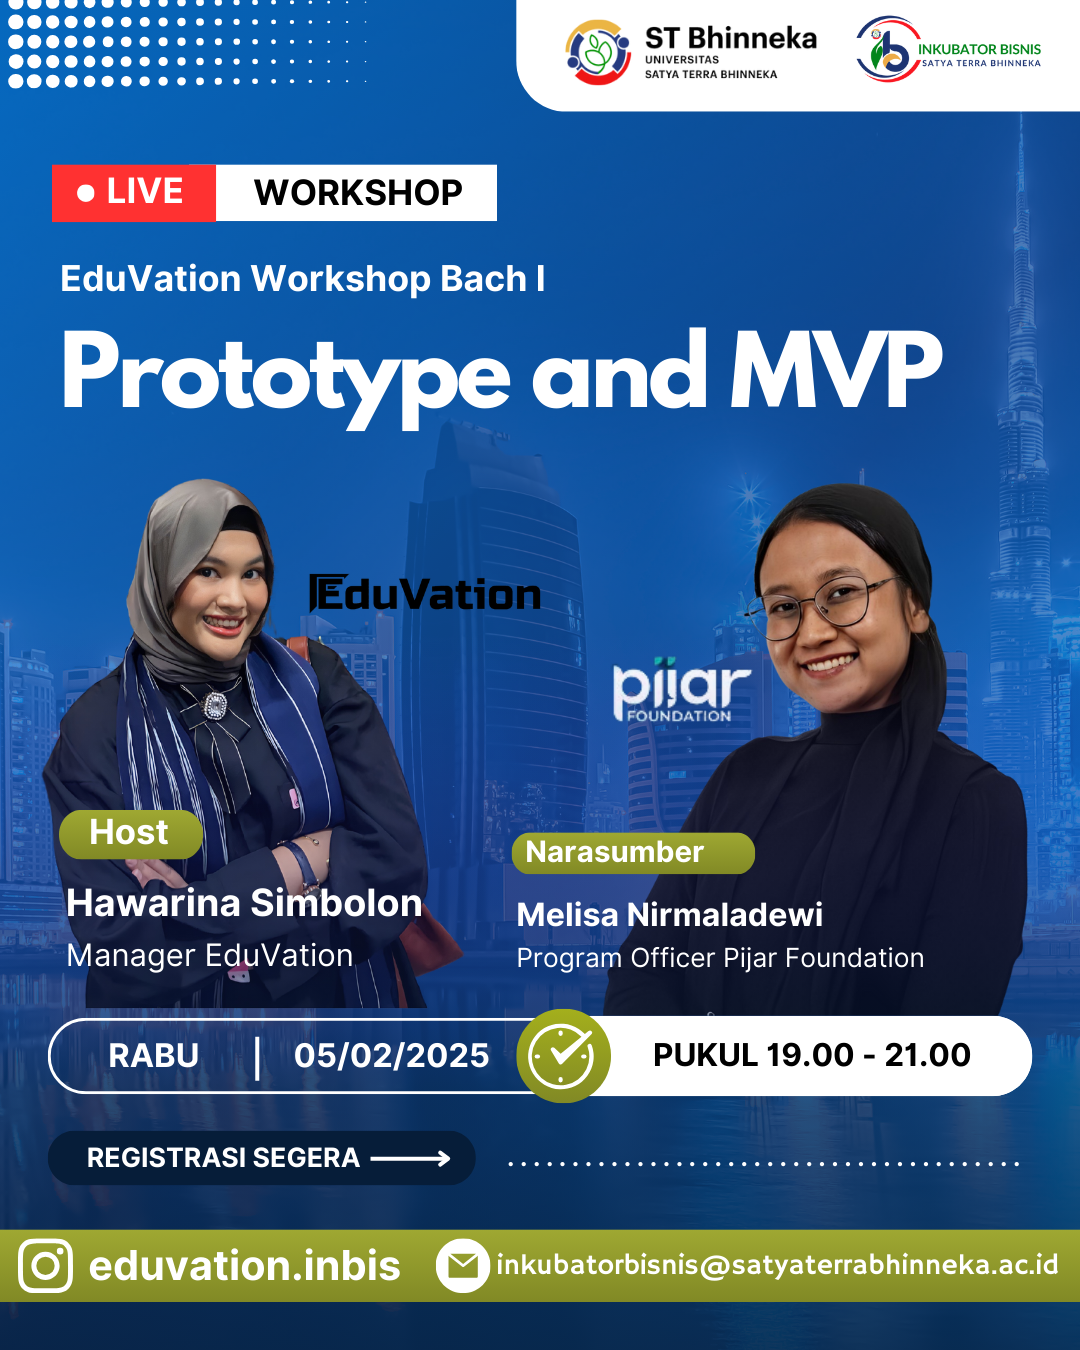 ST Bhinneka
UNIVERSITAS
SATYA TERRA BHINNEKA
INKUBATOR BISNIS
SATYA TERRA BHINNEKA
LIVE
WORKSHOP
EduVation Workshop Bach I
Prototype and MVP
EduVation
pijar
FOUNDATION
Host
Hawarina Simbolon
Manager EduVation
Narasumber
Melisa Nirmaladewi
Program Officer Pijar Foundation
RABU | 05/02/2025
PUKUL 19.00 - 21.00
REGISTRASI SEGERA
eduvation.inbis
inkubatorbisnis@satyaterrabhinneka.ac.id